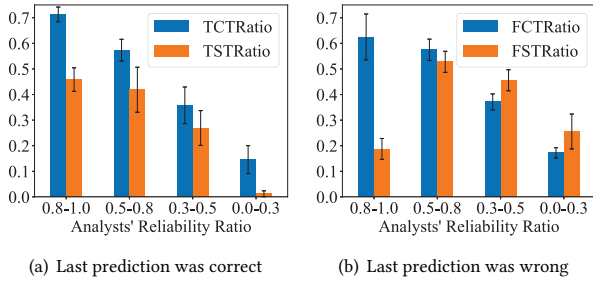 0.7
0.6
0.5
0.4
0.3
0.2
0.1
0.0
TCTRatio
TSTRatio
0.8-1.0 0.5-0.8 0.3-0.5 0.0-0.3
Analysts' Reliability Ratio
(a) Last prediction was correct
0.7
0.6
0.5
0.4
0.3
0.2
0.1
0.0
FCTRatio
FSTRatio
0.8-1.0 0.5-0.8 0.3-0.5 0.0-0.3
Analysts' Reliability Ratio
(b) Last prediction was wrong